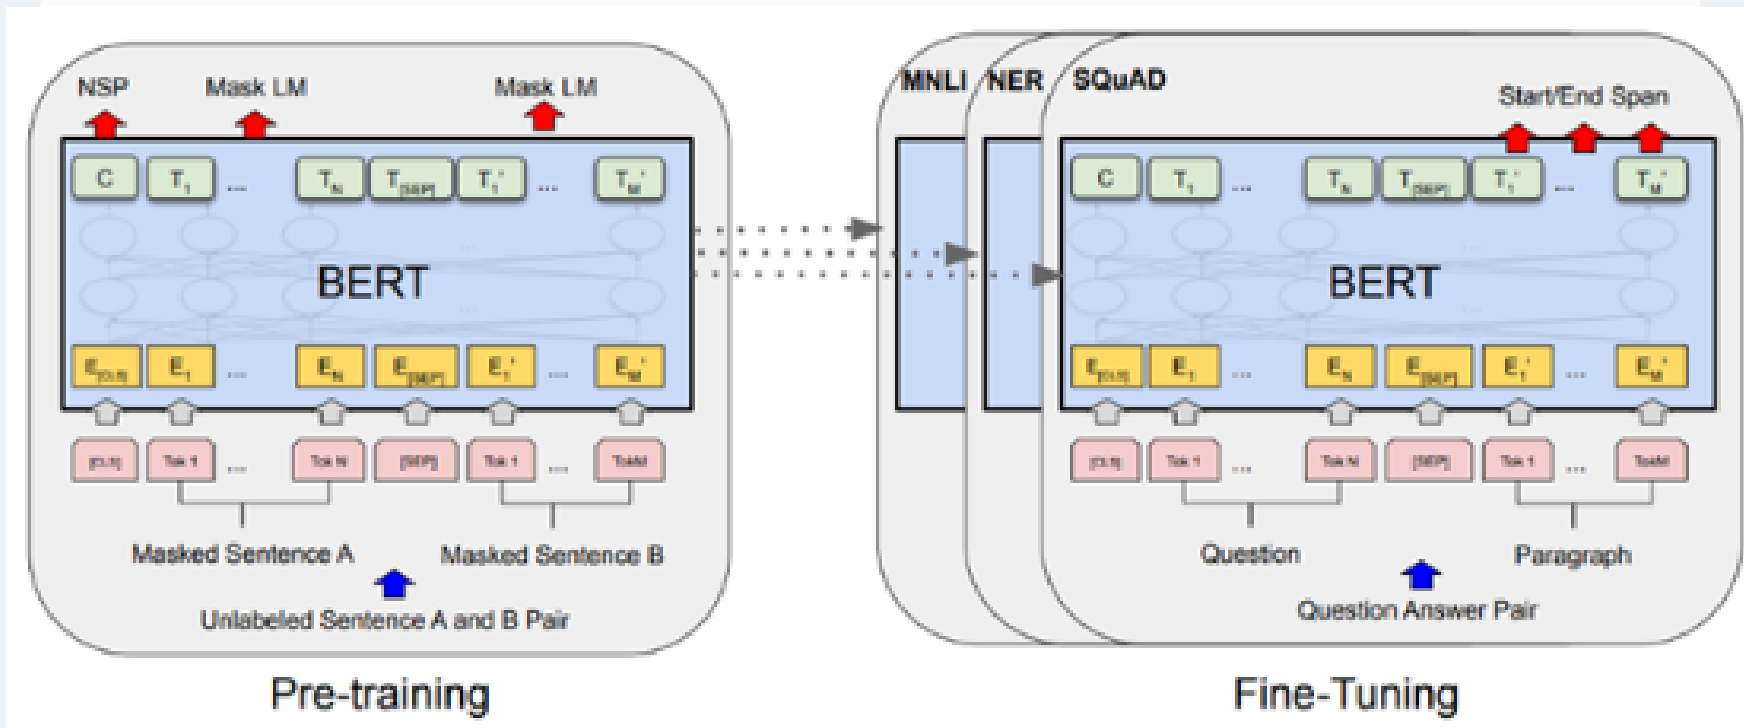 NSP Mask LM Mask LM
C T1 ... TN T[SEP] T1' ... TM'
BERT
E[CLS] E1 ... EN E[SEP] E1' ... EM'
[CLS] Tok 1 ... Tok N [SEP] Tok 1 ... TokM
Masked Sentence A Masked Sentence B
Unlabeled Sentence A and B Pair
Pre-training
MNLI NER SQuAD
Start/End Span
C T1 ... TN T[SEP] T1' ... TM'
BERT
E[CLS] E1 ... EN E[SEP] E1' ... EM'
[CLS] Tok 1 ... Tok N [SEP] Tok 1 ... TokM
Question Paragraph
Question Answer Pair
Fine-Tuning